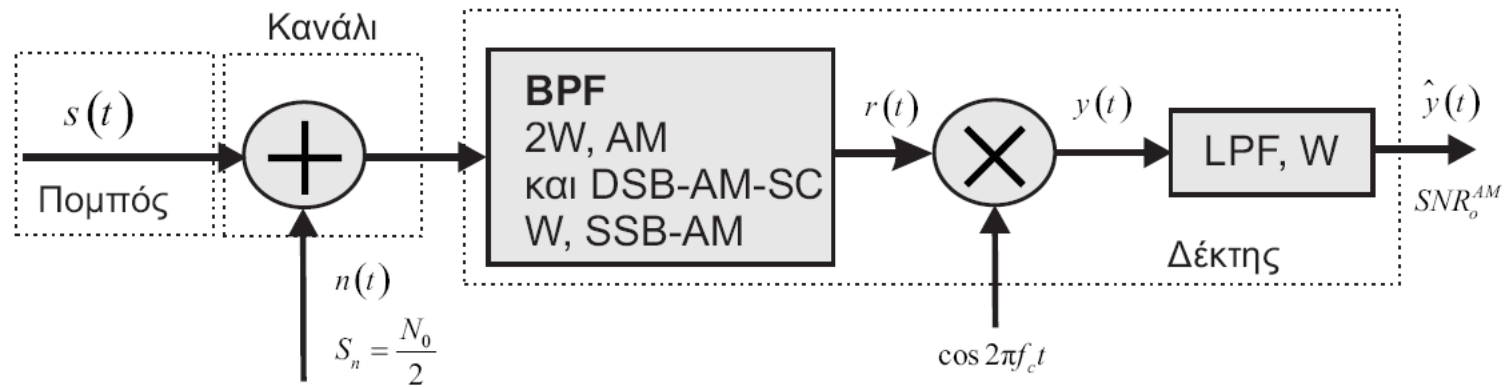 Κανάλι
s(t)
Πομπός
n(t)
S_n = N_0/2
BPF
2W, AM
και DSB-AM-SC
W, SSB-AM
r(t)
cos 2πf_c t
y(t)
LPF, W
ŷ(t)
SNR_o^{AM}
Δέκτης